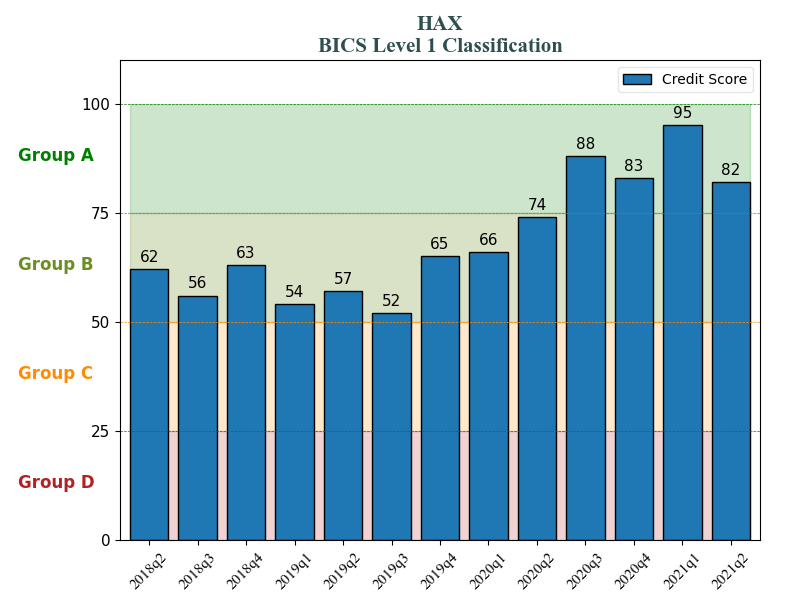 HAX
BICS Level 1 Classification
Credit Score
100
75
50
25
0
Group A
Group B
Group C
Group D
62
56
63
54
57
52
65
66
74
88
83
95
82
2018q2
2018q3
2018q4
2019q1
2019q2
2019q3
2019q4
2020q1
2020q2
2020q3
2020q4
2021q1
2021q2